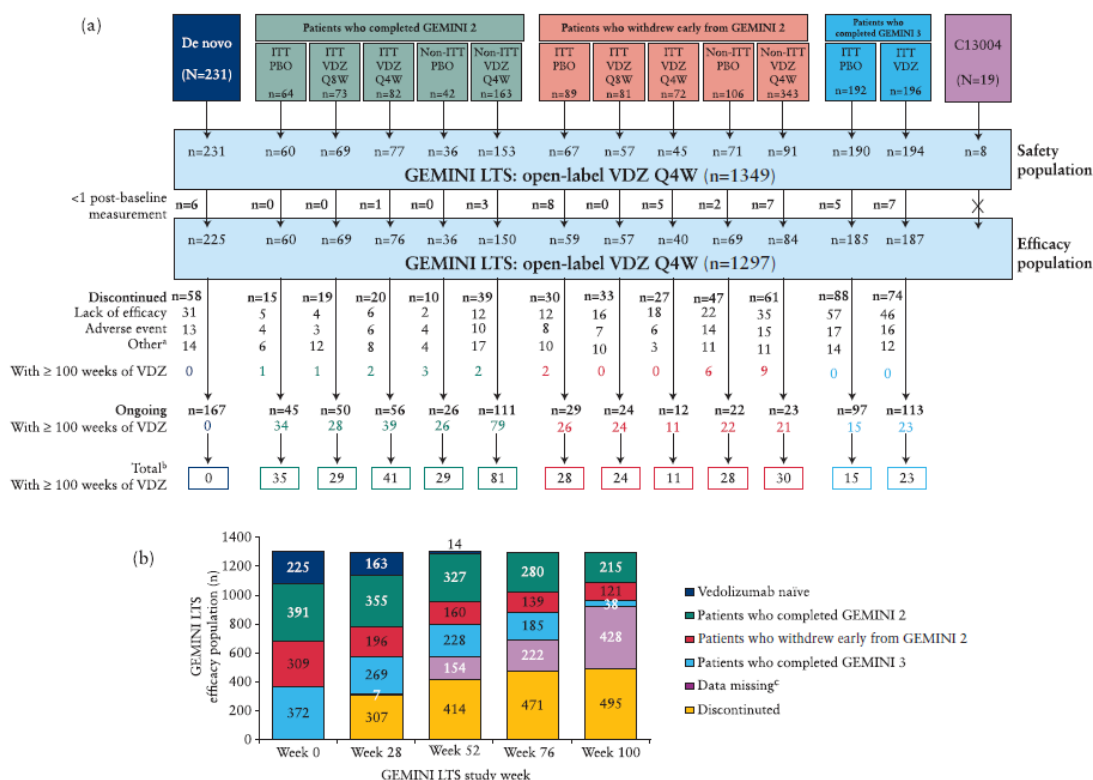 (a)
De novo
(N=231)
Patients who completed GEMINI 2
ITT PBO n=64
ITT VDZ Q8W n=73
ITT VDZ Q4W n=82
Non-ITT PBO n=42
Non-ITT VDZ Q4W n=163
Patients who withdrew early from GEMINI 2
ITT PBO n=89
ITT VDZ Q8W n=81
ITT VDZ Q4W n=72
Non-ITT PBO n=106
Non-ITT VDZ Q4W n=343
Patients who
completed GEMINI 3
ITT PBO n=192
ITT VDZ n=196
C13004
(N=19)
n=231 n=60 n=69 n=77 n=36 n=153 n=67 n=57 n=45 n=71 n=91 n=190 n=194 n=8
GEMINI LTS: open-label VDZ Q4W (n=1349)
Safety
population
<1 post-baseline
measurement
n=6 n=0 n=0 n=1 n=0 n=3 n=8 n=0 n=5 n=2 n=7 n=5 n=7
n=225 n=60 n=69 n=76 n=36 n=150 n=59 n=57 n=40 n=69 n=84 n=185 n=187
GEMINI LTS: open-label VDZ Q4W (n=1297)
Efficacy
population
Discontinued n=58 n=15 n=19 n=20 n=10 n=39 n=30 n=33 n=27 n=47 n=61 n=88 n=74
Lack of efficacy 31 5 4 6 2 12 12 16 18 22 35 57 46
Adverse event 13 4 3 6 4 10 8 7 6 14 15 17 16
Otherᵃ 14 6 12 8 4 17 10 10 3 11 11 14 12
With ≥ 100 weeks of VDZ 0 1 1 2 3 2 2 0 0 6 9 0 0
Ongoing n=167 n=45 n=50 n=56 n=26 n=111 n=29 n=24 n=12 n=22 n=23 n=97 n=113
With ≥ 100 weeks of VDZ 0 34 28 39 26 79 26 24 11 22 21 15 23
Totalᵇ
With ≥ 100 weeks of VDZ 0 35 29 41 29 81 28 24 11 28 30 15 23
(b)
GEMINI LTS
efficacy population (n)
1400
1200
1000
800
600
400
200
0
225
391
309
372
163
355
196
269
7
307
14
327
160
228
154
414
280
139
185
222
471
215
121
38
428
495
Week 0 Week 28 Week 52 Week 76 Week 100
GEMINI LTS study week
Vedolizumab naïve
Patients who completed GEMINI 2
Patients who withdrew early from GEMINI 2
Patients who completed GEMINI 3
Data missingᶜ
Discontinuted